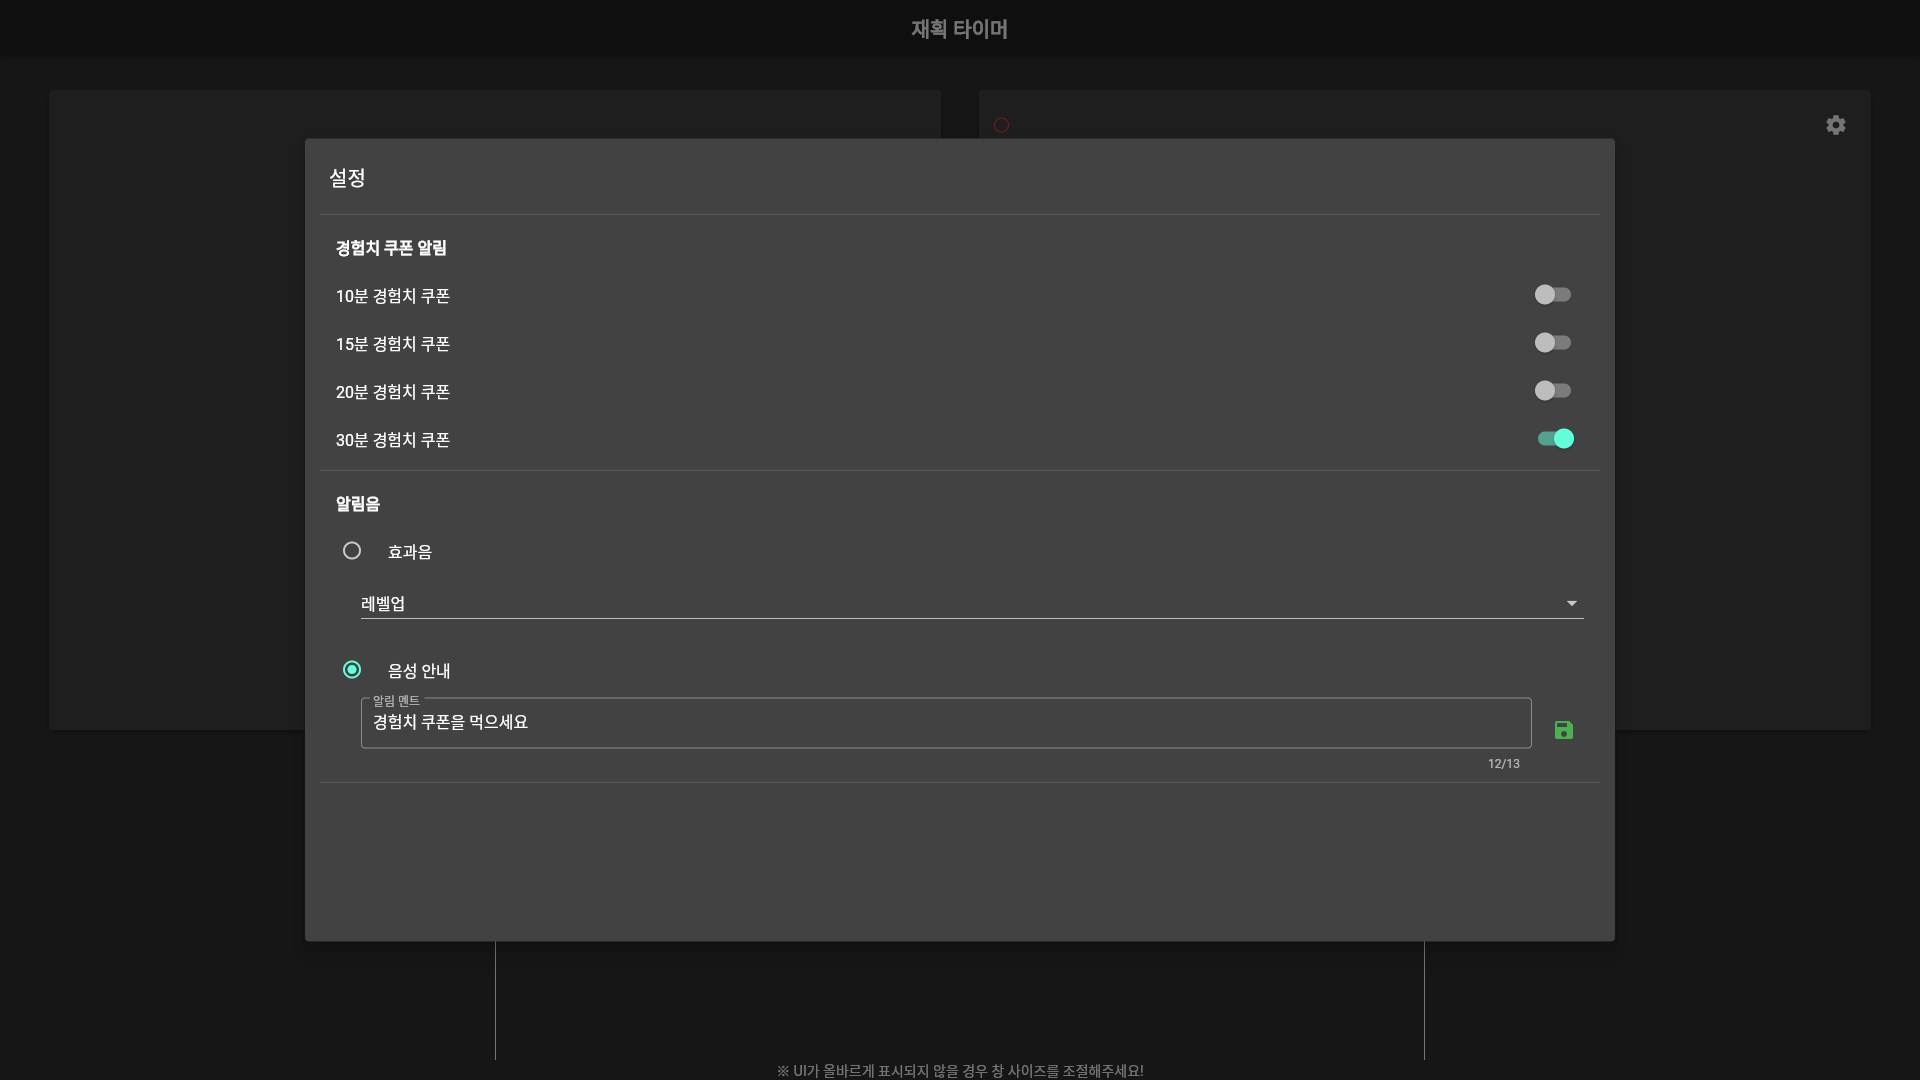 재획 타이머
설정
경험치 쿠폰 알림
10분 경험치 쿠폰
15분 경험치 쿠폰
20분 경험치 쿠폰
30분 경험치 쿠폰
알림음
효과음
레벨업
음성 안내
알림 멘트
경험치 쿠폰을 먹으세요
12/13
※ UI가 올바르게 표시되지 않을 경우 창 사이즈를 조절해주세요!